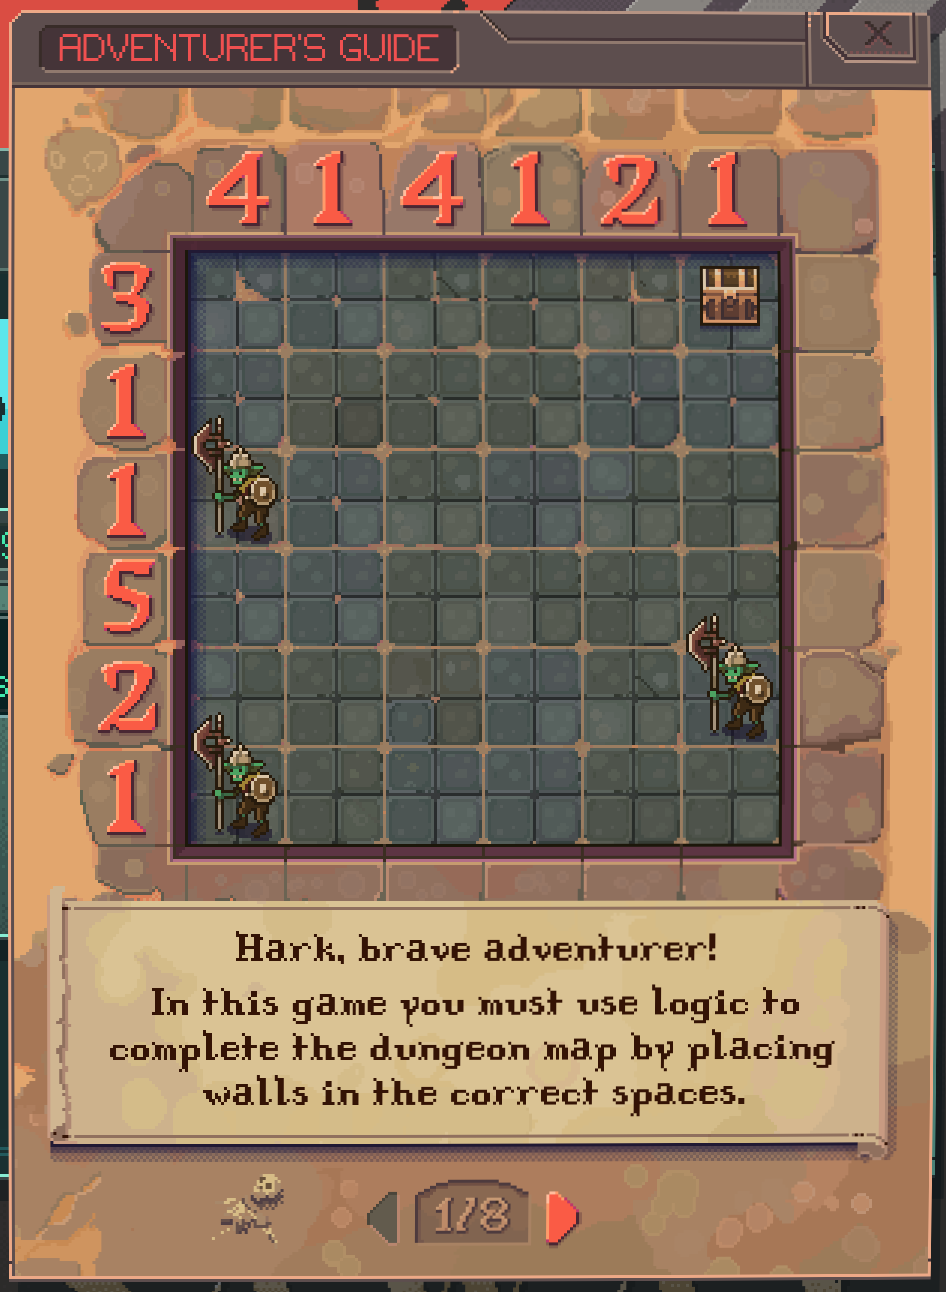 ADVENTURER'S GUIDE
X
4 1 4 1 2 1
3
1
1
5
2
1
Hark, brave adventurer!
In this game you must use logic to
complete the dungeon map by placing
walls in the correct spaces.
1/8